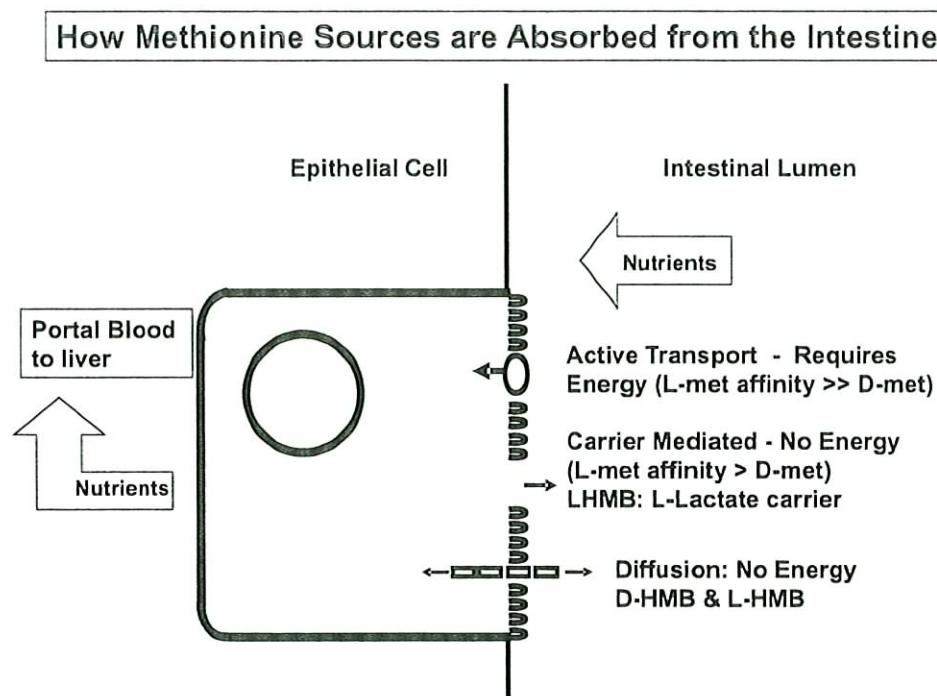 How Methionine Sources are Absorbed from the Intestine
Epithelial Cell
Intestinal Lumen
Nutrients
Portal Blood
to liver
Nutrients
Active Transport - Requires
Energy (L-met affinity >> D-met)
Carrier Mediated - No Energy
(L-met affinity > D-met)
LHMB: L-Lactate carrier
Diffusion: No Energy
D-HMB & L-HMB